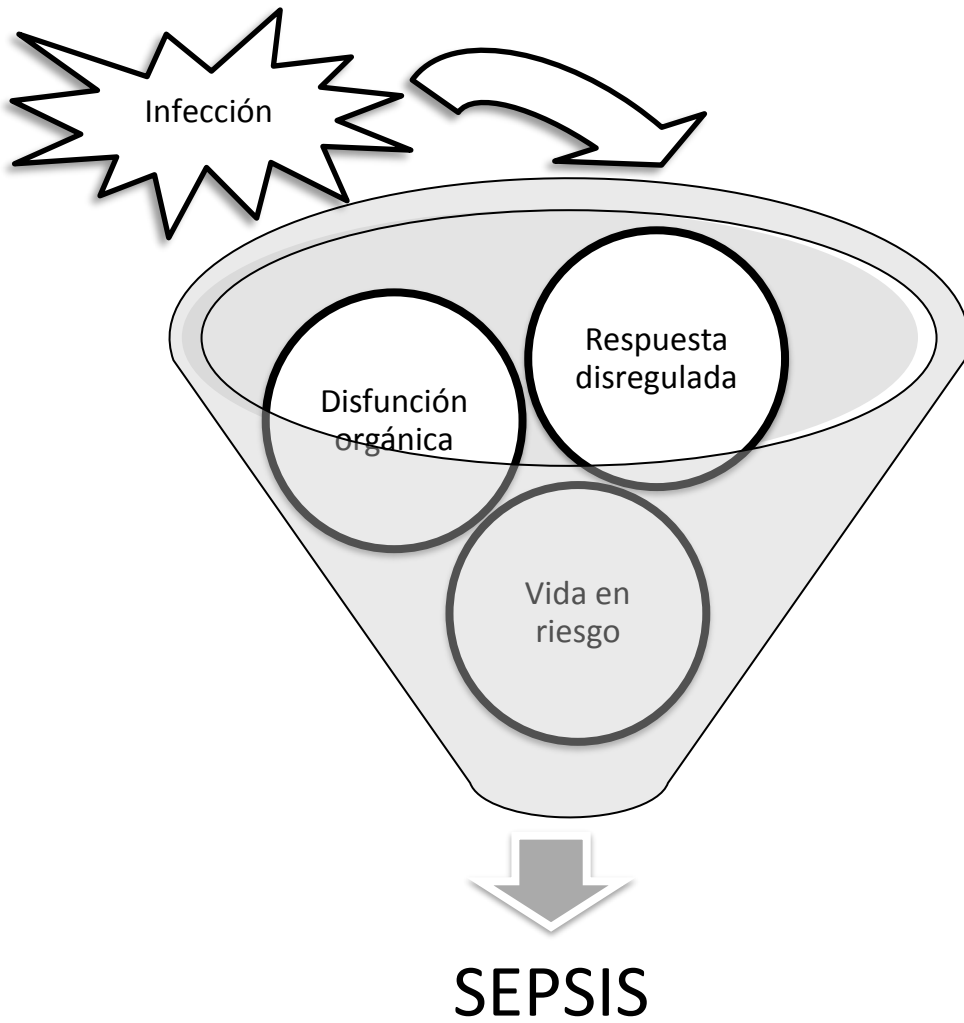 Infección
Respuesta
disregulada
Disfunción
orgánica
Vida en
riesgo
SEPSIS